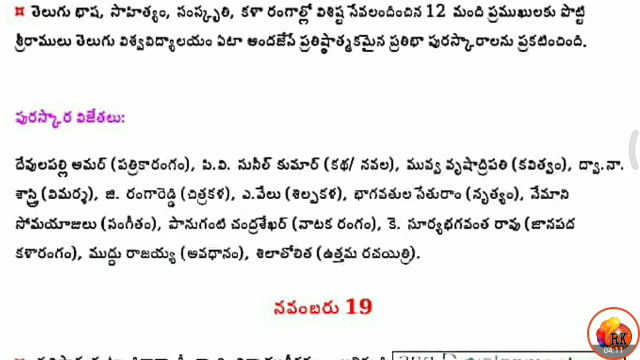 ¤ తెలుగు భాష, సాహిత్యం, సంస్కృతి, కళా రంగాల్లో విశిష్ట సేవలందించిన 12 మంది ప్రముఖులకు పొట్టి
శ్రీరాములు తెలుగు విశ్వవిద్యాలయం ఏటా అందజేసే ప్రతిష్ఠాత్మకమైన ప్రతిభా పురస్కారాలను ప్రకటించింది.
పురస్కార విజేతలు:
దేవులపల్లి అమర్ (పత్రికారంగం), పి.వి. సునీల్ కుమార్ (కథ/ నవల), మువ్వ వృషాద్రిపతి (కవిత్వం), ద్వా.నా.
శాస్త్రి (విమర్శ), జి. రంగారెడ్డి (చిత్రకళ), ఎ.వేలు (శిల్పకళ), భాగవతుల సేతురాం (నృత్యం), నేమాని
సోమయాజులు (సంగీతం), పానుగంటి చంద్రశేఖర్ (నాటక రంగం), కె. సూర్యభగవంత రావు (జానపద
కళారంగం), ముద్దు రాజయ్య (అవధానం), శిలాలోలిత (ఉత్తమ రచయిత్రి).
నవంబరు 19
RK
04:11